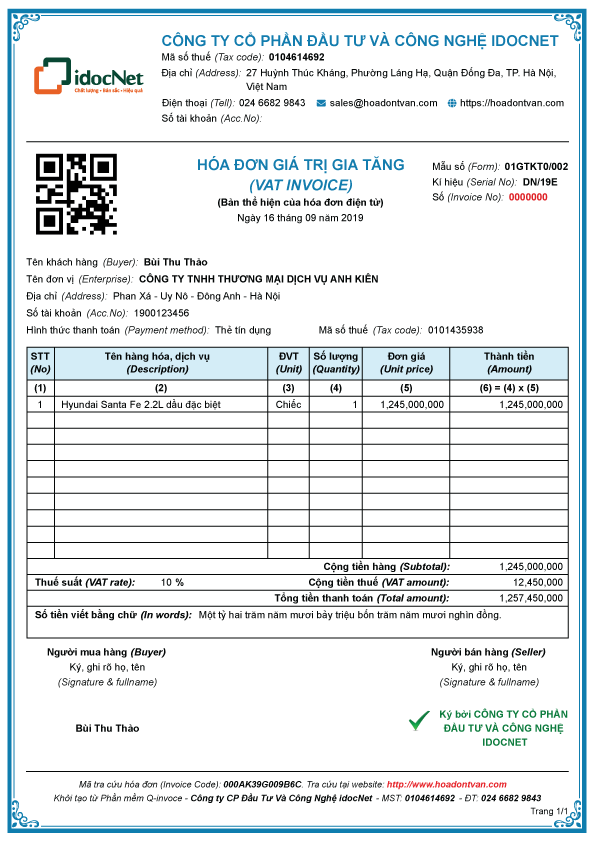 CÔNG TY CỔ PHẦN ĐẦU TƯ VÀ CÔNG NGHỆ IDOCNET
Mã số thuế (Tax code): 0104614692
idocNet
Chất lượng • Bản sắc • Hiệu quả
Địa chỉ (Address): 27 Huỳnh Thúc Kháng, Phường Láng Hạ, Quận Đống Đa, TP. Hà Nội,
Việt Nam
Điện thoại (Tell): 024 6682 9843 sales@hoadontvan.com https://hoadontvan.com
Số tài khoản (Acc.No):
HÓA ĐƠN GIÁ TRỊ GIA TĂNG
(VAT INVOICE)
(Bản thể hiện của hóa đơn điện tử)
Ngày 16 tháng 09 năm 2019
Mẫu số (Form): 01GTKT0/002
Kí hiệu (Serial No): DN/19E
Số (Invoice No): 0000000
Tên khách hàng (Buyer): Bùi Thu Thảo
Tên đơn vị (Enterprise): CÔNG TY TNHH THƯƠNG MẠI DỊCH VỤ ANH KIÊN
Địa chỉ (Address): Phan Xá - Uy Nô - Đông Anh - Hà Nội
Số tài khoản (Acc.No): 1900123456
Hình thức thanh toán (Payment method): Thẻ tín dụng Mã số thuế (Tax code): 0101435938
STT Tên hàng hóa, dịch vụ ĐVT Số lượng Đơn giá Thành tiền
(No) (Description) (Unit) (Quantity) (Unit price) (Amount)
(1) (2) (3) (4) (5) (6) = (4) x (5)
1 Hyundai Santa Fe 2.2L dầu đặc biệt Chiếc 1 1,245,000,000 1,245,000,000
Cộng tiền hàng (Subtotal): 1,245,000,000
Thuế suất (VAT rate): 10 % Cộng tiền thuế (VAT amount): 12,450,000
Tổng tiền thanh toán (Total amount): 1,257,450,000
Số tiền viết bằng chữ (In words): Một tỷ hai trăm năm mươi bảy triệu bốn trăm năm mươi nghìn đồng.
Người mua hàng (Buyer) Người bán hàng (Seller)
Ký, ghi rõ họ, tên Ký, ghi rõ họ, tên
(Signature & fullname) (Signature & fullname)
Bùi Thu Thảo
Ký bởi CÔNG TY CỔ PHẦN
ĐẦU TƯ VÀ CÔNG NGHỆ
IDOCNET
Mã tra cứu hóa đơn (Invoice Code): 000AK39G009B6C. Tra cứu tại website: http://www.hoadontvan.com
Khởi tạo từ Phần mềm Q-invoce - Công ty CP Đầu Tư Và Công Nghệ idocNet - MST: 0104614692 - ĐT: 024 6682 9843
Trang 1/1